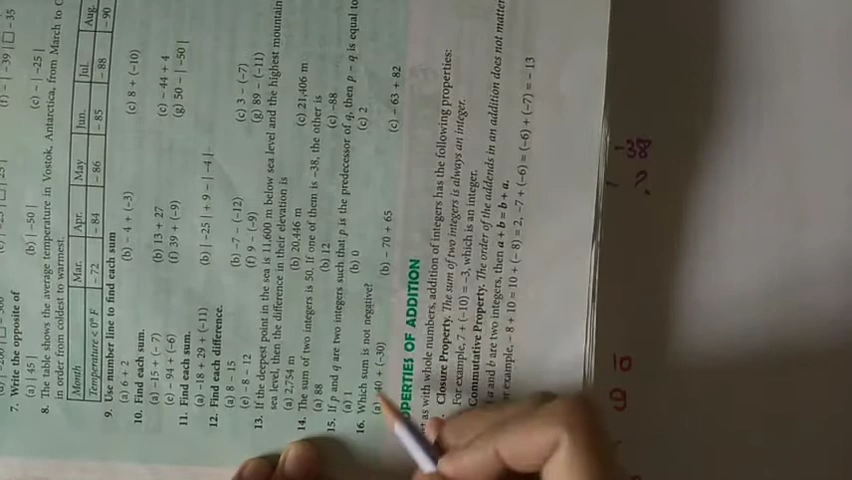 (f) – | –39 | □ – 35
7. Write the opposite of
(a) | 45 | (b) | –50 | (c) – | –25 |
8. The table shows the average temperature in Vostok, Antarctica, from March to
in order from coldest to warmest.
Month Mar. Apr. May Jun. Jul. Aug.
Temperature < 0° F – 72 – 84 – 86 – 85 – 88 – 90
9. Use number line to find each sum
(a) 6 + 2 (b) – 4 + (–3) (c) 8 + (–10)
10. Find each sum.
(a) –15 + (– 7) (b) 13 + 27 (c) – 44 + 4
(e) – 94 + (–6) (f) 39 + (–9) (g) 50 – | –50 |
11. Find each sum.
(a) –18 + 29 + (–11) (b) | –25 | + 9 – | –4 |
12. Find each difference.
(a) 8 – 15 (b) –7 – (–12) (c) 3 – (–7)
(e) –8 – 12 (f) 9 – (–9) (g) 89 – (–11)
13. If the deepest point in the sea is 11,600 m below sea level and the highest mountain
sea level, then the difference in their elevation is
(a) 2,754 m (b) 20,446 m (c) 21,406 m
14. The sum of two integers is 50. If one of them is –38, the other is
(a) 88 (b) 12 (c) –88
15. If p and q are two integers such that p is the predecessor of q, then p – q is equal to
(a) 1 (b) 0 (c) 2
16. Which sum is not negative?
(a) –40 + (–30) (b) – 70 + 65 (c) – 63 + 82
OPERTIES OF ADDITION
as with whole numbers, addition of integers has the following properties:
Closure Property. The sum of two integers is always an integer.
For example, 7 + (–10) = –3, which is an integer.
Commutative Property. The order of the addends in an addition does not matter
a and b are two integers, then a + b = b + a.
r example, – 8 + 10 = 10 + (– 8) = 2, –7 + (–6) = (–6) + (–7) = – 13
–38
?